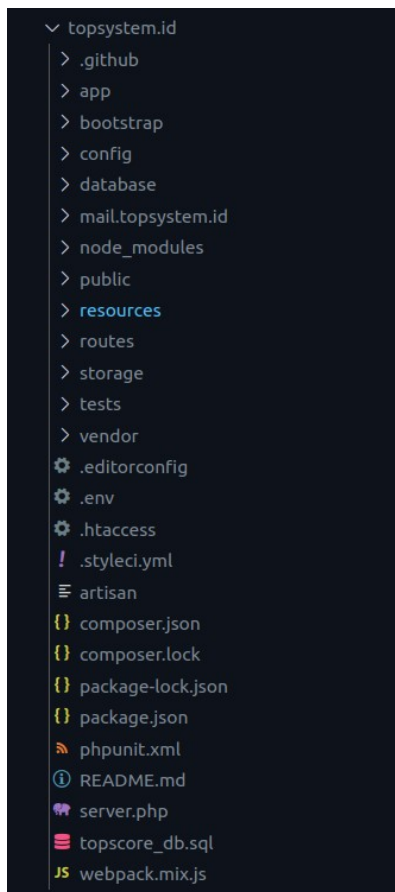 topsystem.id
.github
app
bootstrap
config
database
mail.topsystem.id
node_modules
public
resources
routes
storage
tests
vendor
.editorconfig
.env
.htaccess
.styleci.yml
artisan
composer.json
composer.lock
package-lock.json
package.json
phpunit.xml
README.md
server.php
topscore_db.sql
JS webpack.mix.js